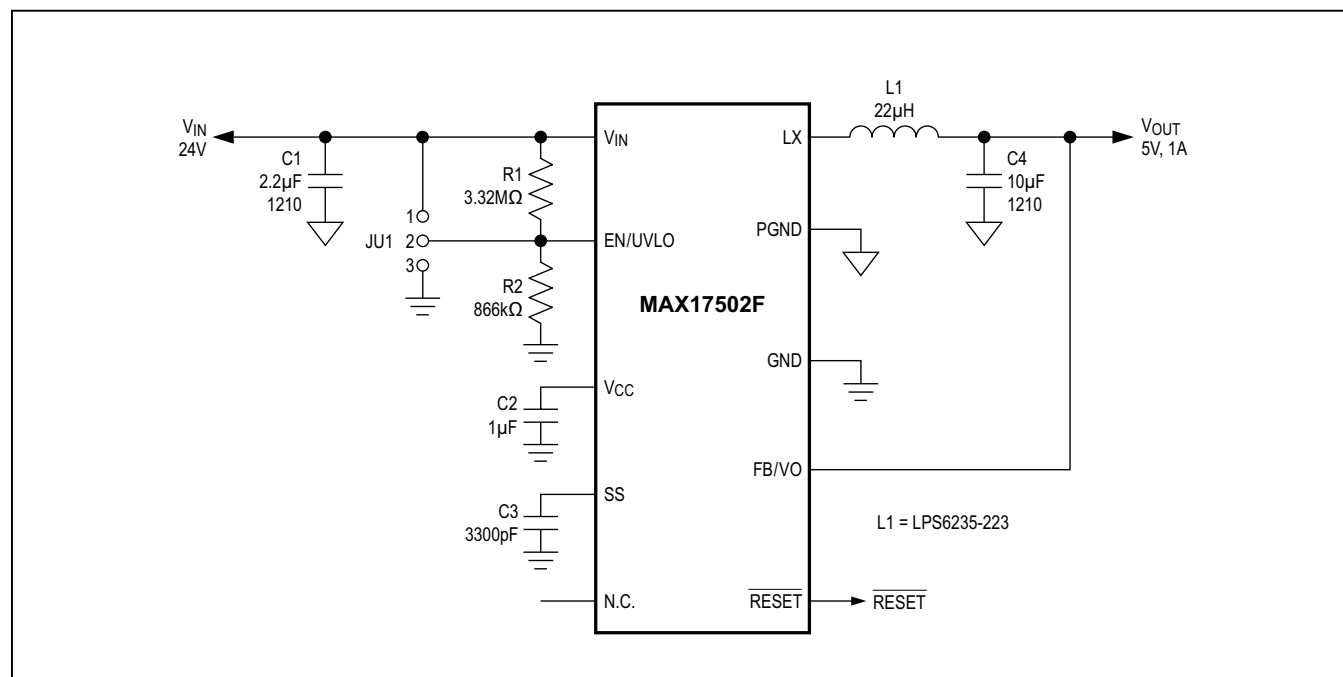 VIN
24V
C1
2.2µF
1210
JU1
1
2
3
R1
3.32MΩ
R2
866kΩ
C2
1µF
C3
3300pF
VIN
EN/UVLO
VCC
SS
N.C.
MAX17502F
LX
PGND
GND
FB/VO
RESET
L1
22µH
C4
10µF
1210
VOUT
5V, 1A
L1 = LPS6235-223
RESET